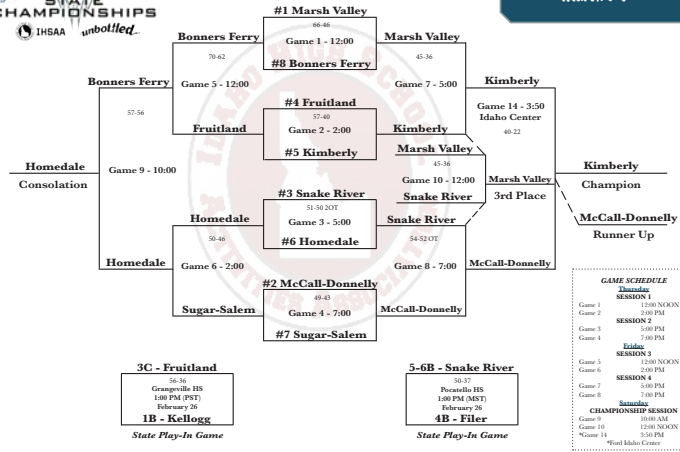 STATE
CHAMPIONSHIPS
IHSAA unbottled
#1 Marsh Valley
66-46
Game 1 - 12:00
#8 Bonners Ferry
#4 Fruitland
57-40
Game 2 - 2:00
#5 Kimberly
#3 Snake River
51-50 2OT
Game 3 - 5:00
#6 Homedale
#2 McCall-Donnelly
49-43
Game 4 - 7:00
#7 Sugar-Salem
Bonners Ferry
70-62
Game 5 - 12:00
Fruitland
Homedale
50-46
Game 6 - 2:00
Sugar-Salem
Bonners Ferry
57-56
Game 9 - 10:00
Homedale
Homedale
Consolation
Marsh Valley
45-36
Game 7 - 5:00
Kimberly
Marsh Valley
45-36
Game 10 - 12:00
Snake River
Marsh Valley
3rd Place
Snake River
54-52 OT
Game 8 - 7:00
McCall-Donnelly
Kimberly
Game 14 - 3:50
Idaho Center
40-22
McCall-Donnelly
Kimberly
Champion
McCall-Donnelly
Runner Up
IDAHO HIGH SCHOOL
ACTIVITIES ASSOCIATION
3C - Fruitland
56-36
Grangeville HS
1:00 PM (PST)
February 26
1B - Kellogg
State Play-In Game
5-6B - Snake River
50-37
Pocatello HS
1:00 PM (MST)
February 26
4B - Filer
State Play-In Game
GAME SCHEDULE
Thursday
SESSION 1
Game 1 12:00 NOON
Game 2 2:00 PM
SESSION 2
Game 3 5:00 PM
Game 4 7:00 PM
Friday
SESSION 3
Game 5 12:00 NOON
Game 6 2:00 PM
SESSION 4
Game 7 5:00 PM
Game 8 7:00 PM
Saturday
CHAMPIONSHIP SESSION
Game 9 10:00 AM
Game 10 12:00 NOON
*Game 14 3:50 PM
*Ford Idaho Center